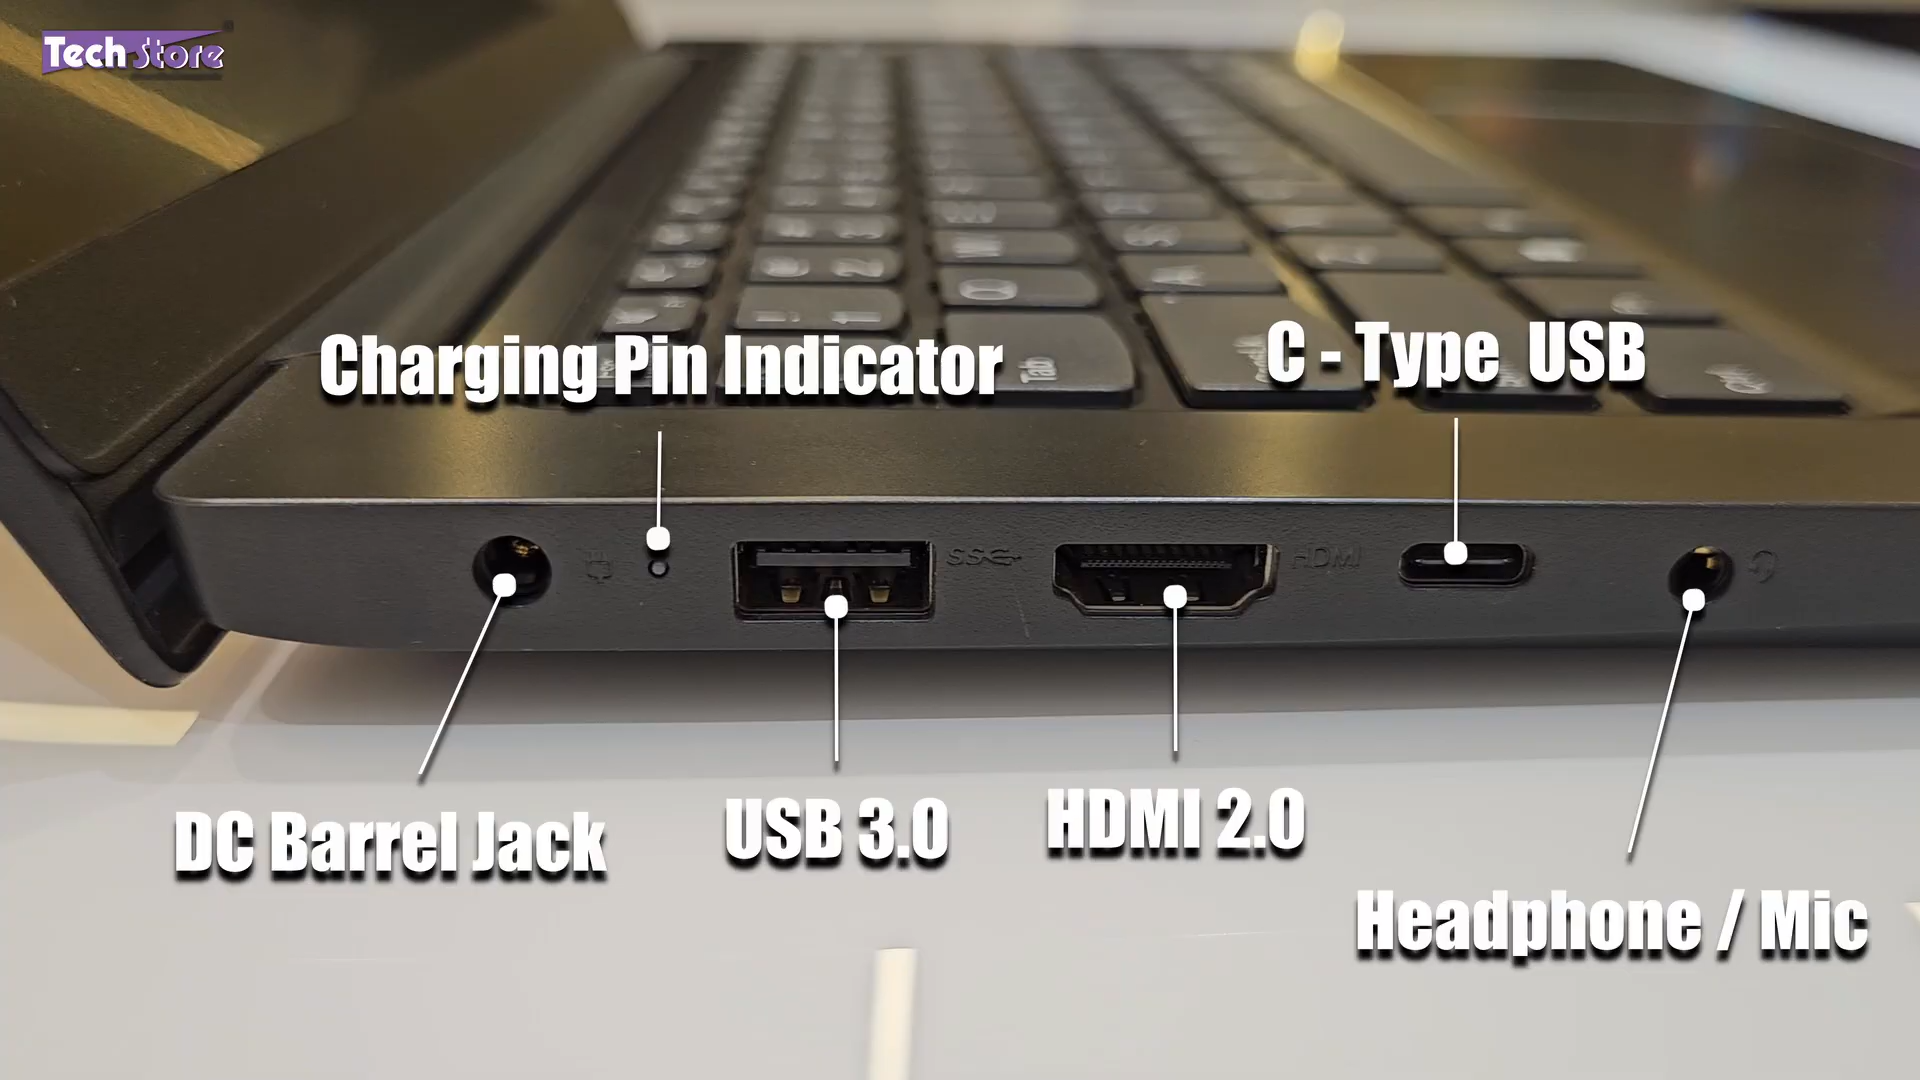 Tech Store
Charging Pin Indicator
C - Type USB
Tab
HDMI
DC Barrel Jack
USB 3.0
HDMI 2.0
Headphone / Mic